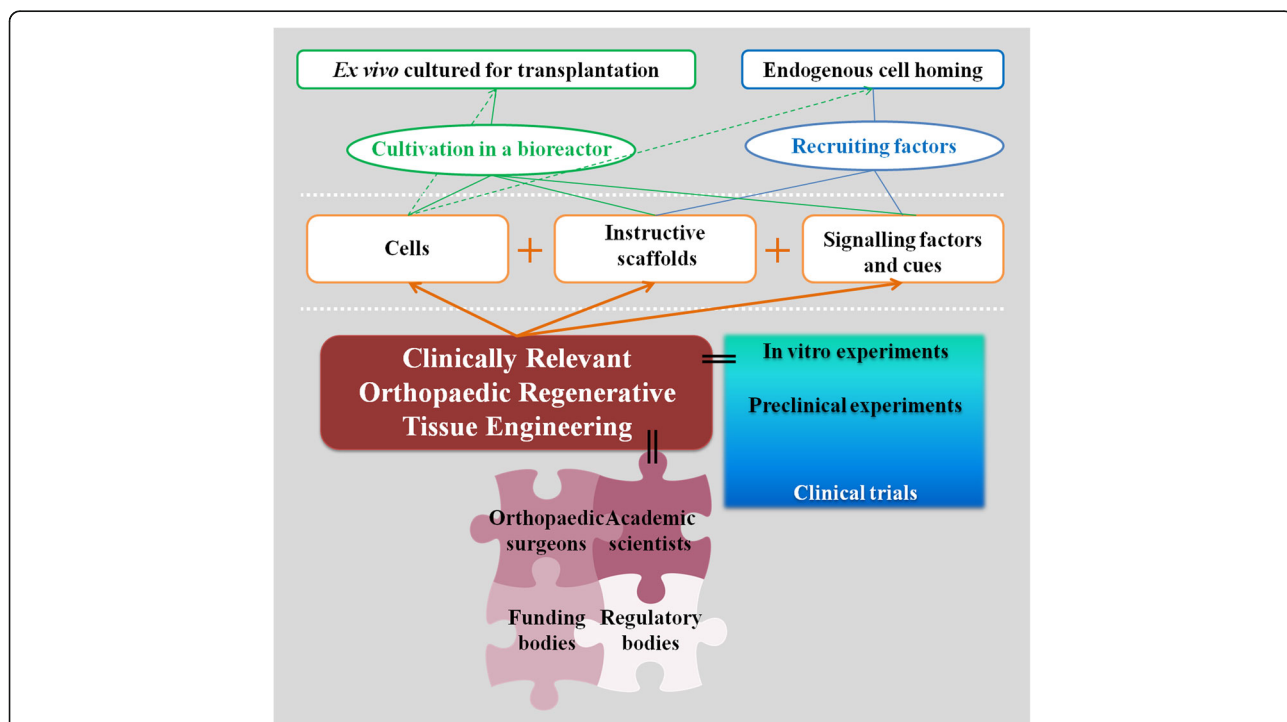 Ex vivo cultured for transplantation
Endogenous cell homing
Cultivation in a bioreactor
Recruiting factors
Cells
+
Instructive
scaffolds
+
Signalling factors
and cues
Clinically Relevant
Orthopaedic Regenerative
Tissue Engineering
In vitro experiments
Preclinical experiments
Clinical trials
Orthopaedic
surgeons
Academic
scientists
Funding
bodies
Regulatory
bodies